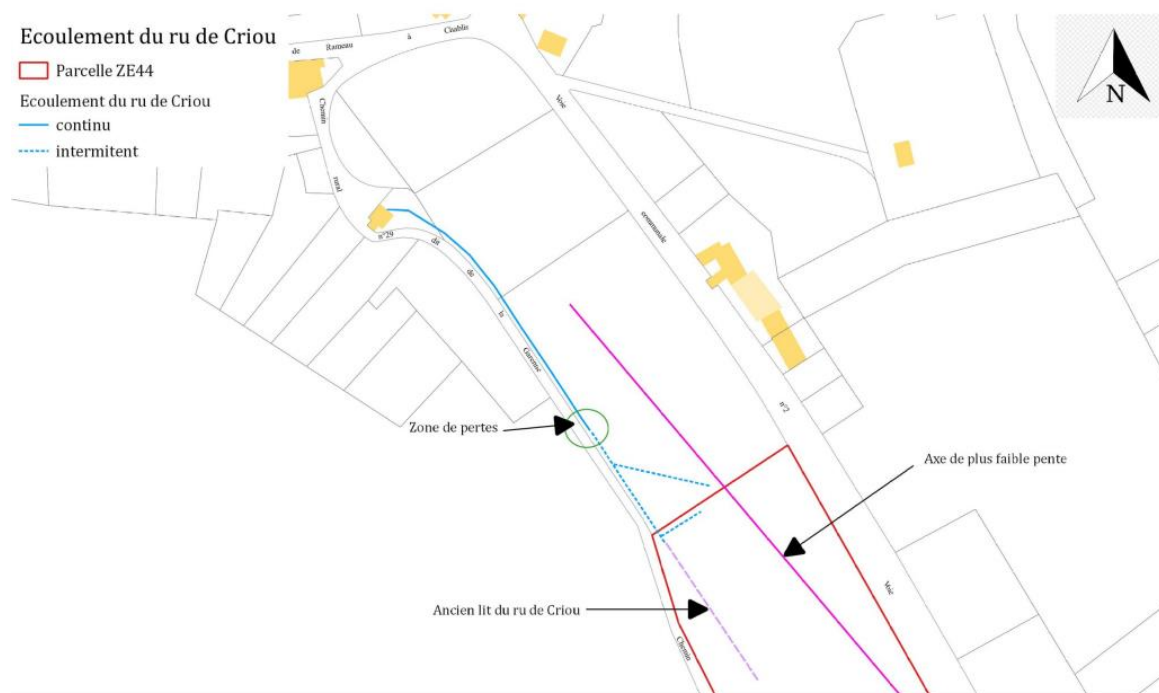 Ecoulement du ru de Criou
Parcelle ZE44
Ecoulement du ru de Criou
continu
intermitent
de Rameau à Chablis
Chemin
rural
n°29
dit
de
la
Garenne
Voie
communale
n°2
N
Zone de pertes
Axe de plus faible pente
Ancien lit du ru de Criou
Voie
Chemin